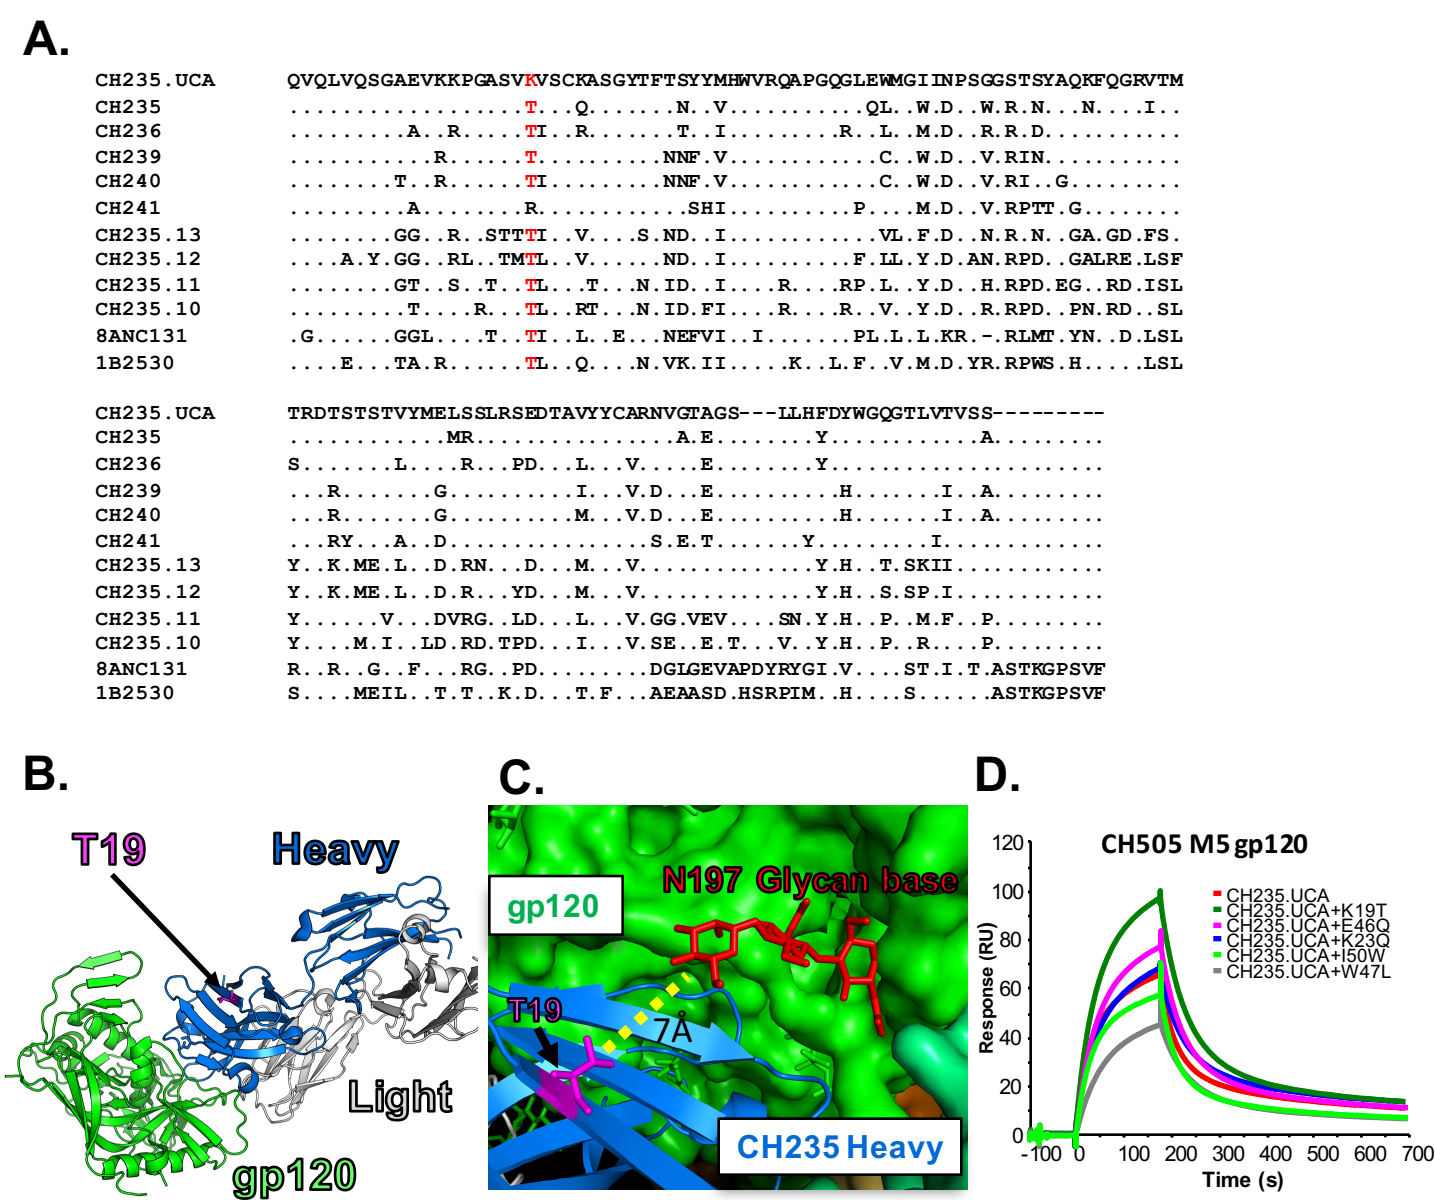 A.
CH235.UCA QVQLVQSGAEVKKPGASVKVSCKASGYTFTSYYMHWVRQAPGQGLEWMGIINPSGGSTSYAQKFQGRVTM
CH235 ..................T...Q.......N..V...........QL..W.D..W.R.N...N....I..
CH236 .........A..R.....TI..R.......T..I.........R..L..M.D..R.R.D...........
CH239 ...........R......T..........NNF.V............C..W.D..V.RIN...........
CH240 ........T..R......TI.........NNF.V............C..W.D..V.RI..G.........
CH241 .........A........R............SHI..........P....M.D..V.RPTT.G........
CH235.13 ........GG..R..STTTI..V....S.ND..I............VL.F.D..N.R.N..GA.GD.FS.
CH235.12 ....A.Y.GG..RL..TMTL..V......ND..I..........F.LL.Y.D.AN.RPD..GALRE.LSF
CH235.11 ........GT..S..T..TL...T...N.ID..I....R....RP.L..Y.D..H.RPD.EG..RD.ISL
CH235.10 .........T....R...TL..RT...N.ID.FI....R....R..V..Y.D..R.RPD..PN.RD..SL
8ANC131 .G......GGL....T..TI..L..E...NEFVI..I.......PL.L.L.KR.-.RLMT.YN..D.LSL
1B2530 ....E...TA.R......TL..Q....N.VK.II.....K..L.F..V.M.D.YR.RPWS.H.....LSL
CH235.UCA TRDTSTSTVYMELSSLRSEDTAVYYCARNVGTAGS---LLHFDYWGQGTLVTVSS---------
CH235 ............MR................A.E........Y............A.........
CH236 S........L....R...PD...L...V.....E........Y......................
CH239 ...R.......G..........I...V.D...E..........H.......I..A.........
CH240 ...R.......G..........M...V.D...E..........H.......I..A.........
CH241 ...RY...A..D................S.E.T.......Y.........I.............
CH235.13 Y..K.ME.L..D.RN...D...M...V..............Y.H..T.SKII............
CH235.12 Y..K.ME.L..D.R...YD...M...V..............Y.H..S.SP.I............
CH235.11 Y.......V...DVRG..LD...L...V.GG.VEV....SN.Y.H..P..M.F..P.........
CH235.10 Y....M.I..LD.RD.TPD...I...V.SE..E.T...V..Y.H..P..R....P.........
8ANC131 R..R..G..F...RG..PD.........DGLGEVAPDYRYGI.V....ST.I.T.ASTKGPSVF
1B2530 S....MEIL..T.T..K.D...T.F...AEAASD.HSRPIM..H....S......ASTKGPSVF
B.
T19
Heavy
Light
gp120
C.
N197 Glycan base
gp120
T19
7Å
CH235 Heavy
D.
CH505 M5 gp120
CH235.UCA
CH235.UCA+K19T
CH235.UCA+E46Q
CH235.UCA+K23Q
CH235.UCA+I50W
CH235.UCA+W47L
Response (RU)
120
100
80
60
40
20
0
-100 0 100 200 300 400 500 600 700
Time (s)